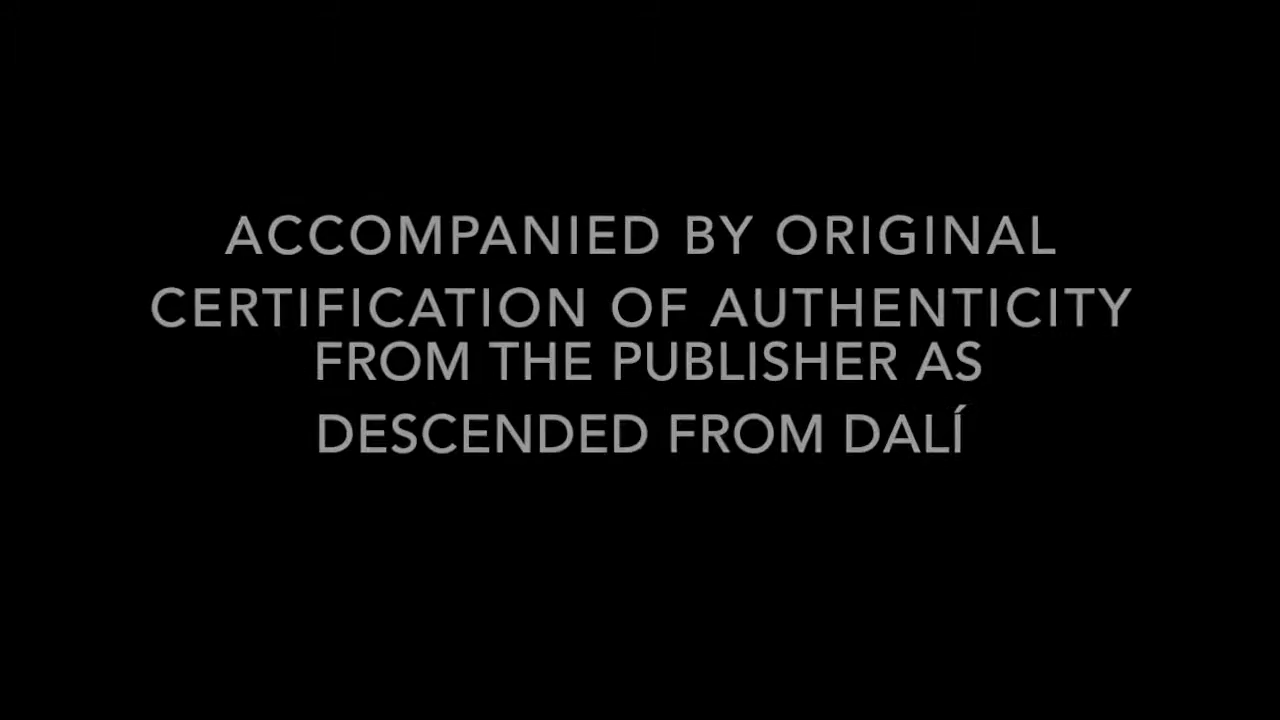 ACCOMPANIED BY ORIGINAL
CERTIFICATION OF AUTHENTICITY
FROM THE PUBLISHER AS
DESCENDED FROM DALÍ